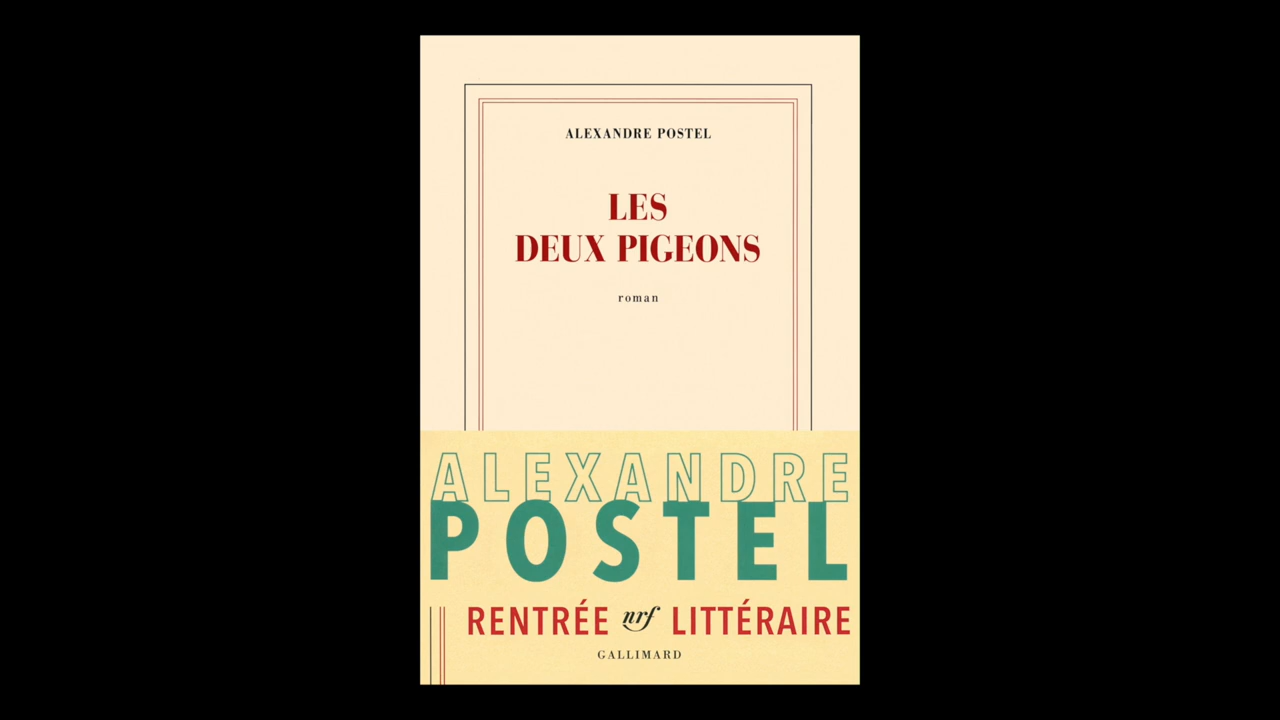 ALEXANDRE POSTEL
LES
DEUX PIGEONS
roman
ALEXANDRE
POSTEL
RENTRÉE nrf LITTÉRAIRE
GALLIMARD